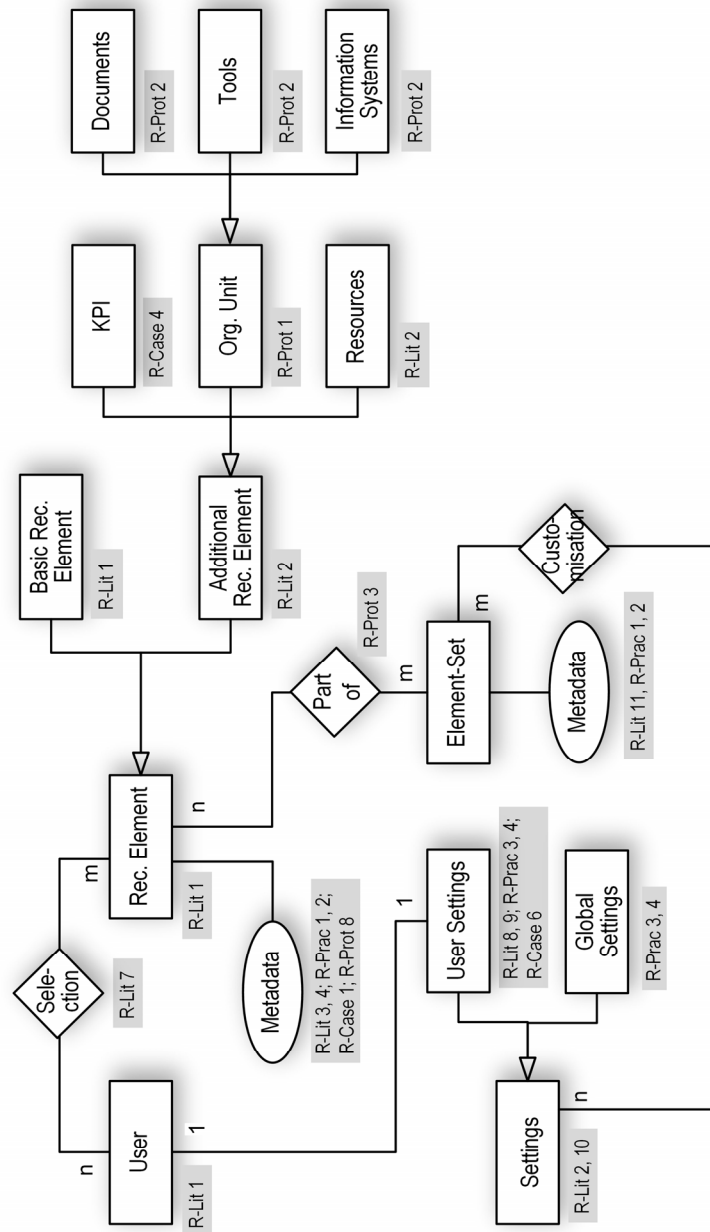 Sele-
ction
R-Lit 7
Basic Rec.
Element
R-Lit 1
KPI
R-Case 4
Documents
R-Prot 2
n
m
User
R-Lit 1
1
Rec. Element
R-Lit 1
n
Additional
Rec. Element
R-Lit 2
Org. Unit
R-Prot 1
Tools
R-Prot 2
Metadata
R-Lit 3, 4; R-Prac 1, 2;
R-Case 1; R-Prot 8
Part
of
R-Prot 3
m
Resources
R-Lit 2
Information
Systems
R-Prot 2
1
User Settings
R-Lit 8, 9; R-Prac 3, 4;
R-Case 6
Element-Set
m
Settings
R-Lit 2, 10
n
Global
Settings
R-Prac 3, 4
Metadata
R-Lit 11, R-Prac 1, 2
Custo-
misation